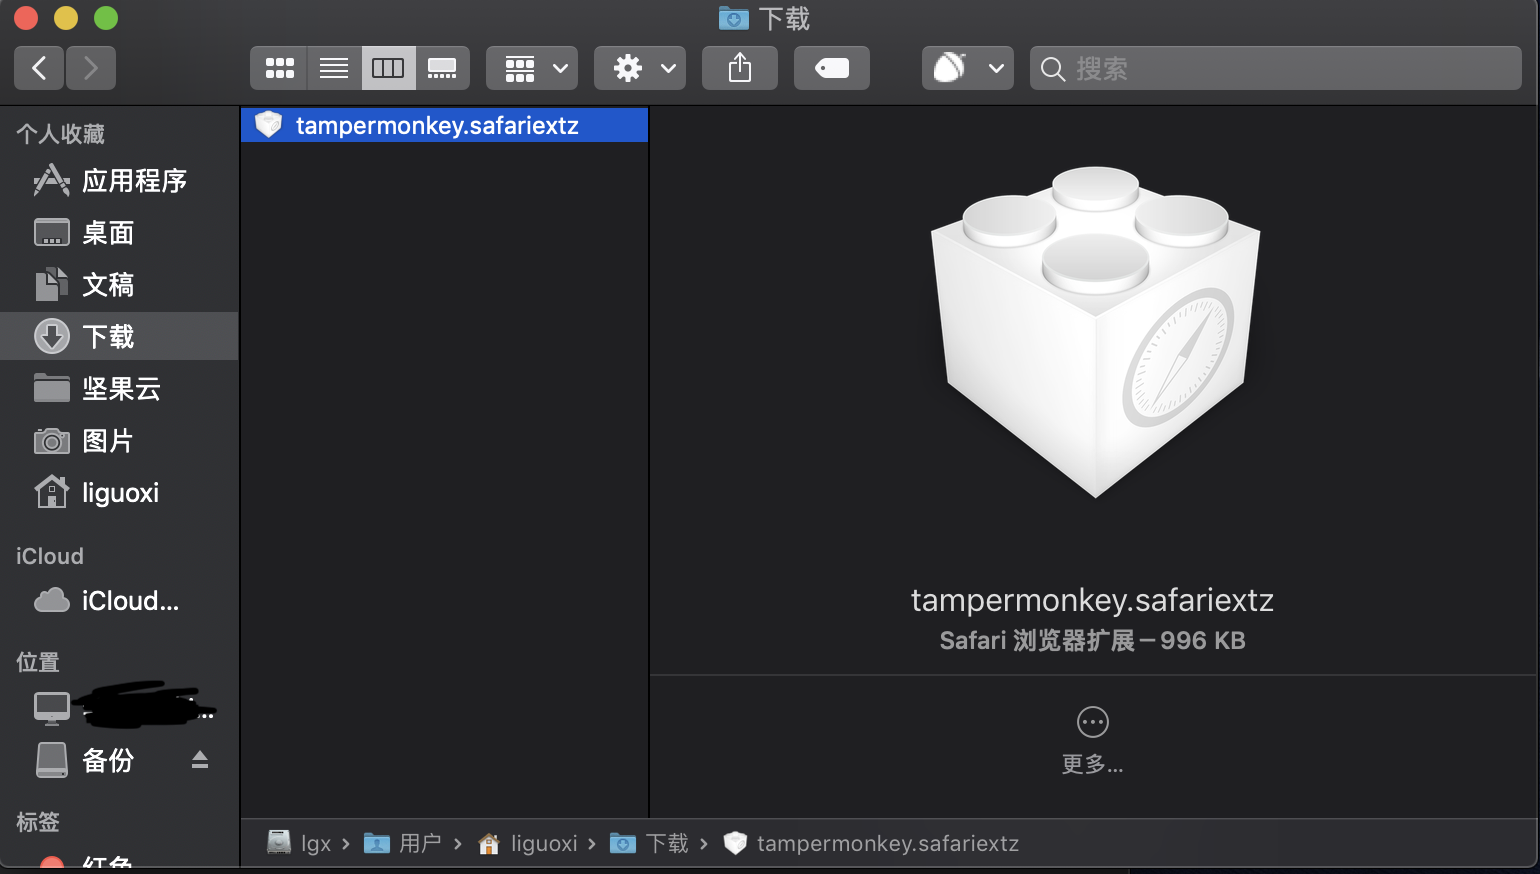 下载
搜索
个人收藏
应用程序
桌面
文稿
下载
坚果云
图片
liguoxi
iCloud
iCloud...
位置
备份
标签
红色
tampermonkey.safariextz
tampermonkey.safariextz
Safari 浏览器扩展 – 996 KB
更多...
lgx › 用户 › liguoxi › 下载 › tampermonkey.safariextz